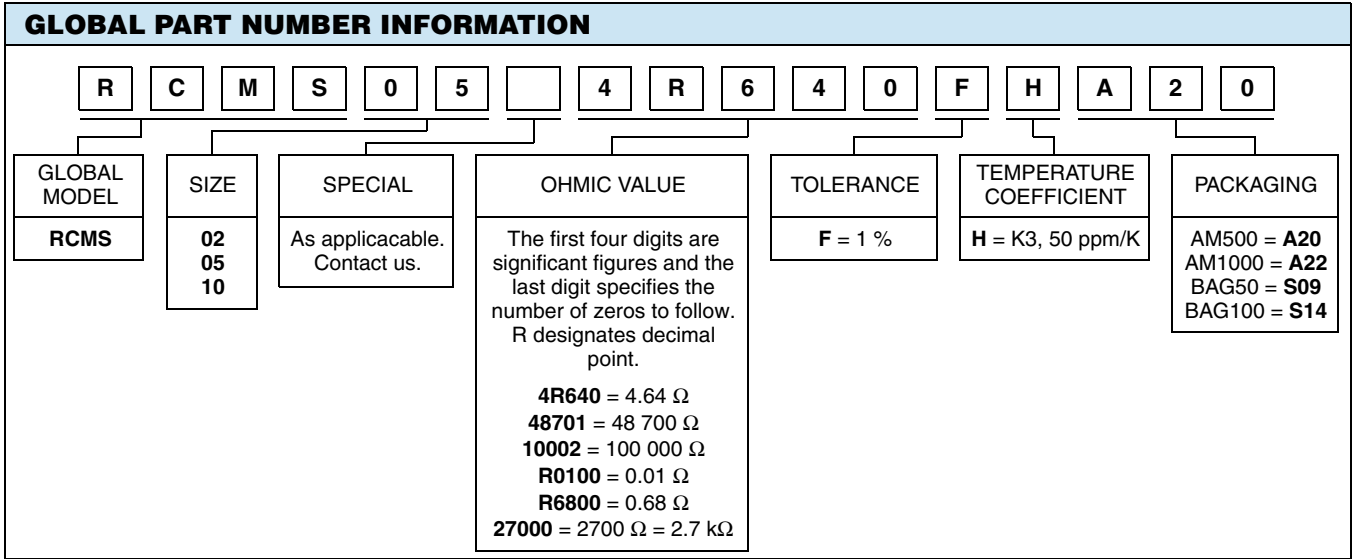 GLOBAL PART NUMBER INFORMATION
R C M S 0 5 4 R 6 4 0 F H A 2 0
GLOBAL
MODEL
RCMS
SIZE
02
05
10
SPECIAL
As applicacable.
Contact us.
OHMIC VALUE
The first four digits are
significant figures and the
last digit specifies the
number of zeros to follow.
R designates decimal
point.
4R640 = 4.64 Ω
48701 = 48 700 Ω
10002 = 100 000 Ω
R0100 = 0.01 Ω
R6800 = 0.68 Ω
27000 = 2700 Ω = 2.7 kΩ
TOLERANCE
F = 1 %
TEMPERATURE
COEFFICIENT
H = K3, 50 ppm/K
PACKAGING
AM500 = A20
AM1000 = A22
BAG50 = S09
BAG100 = S14